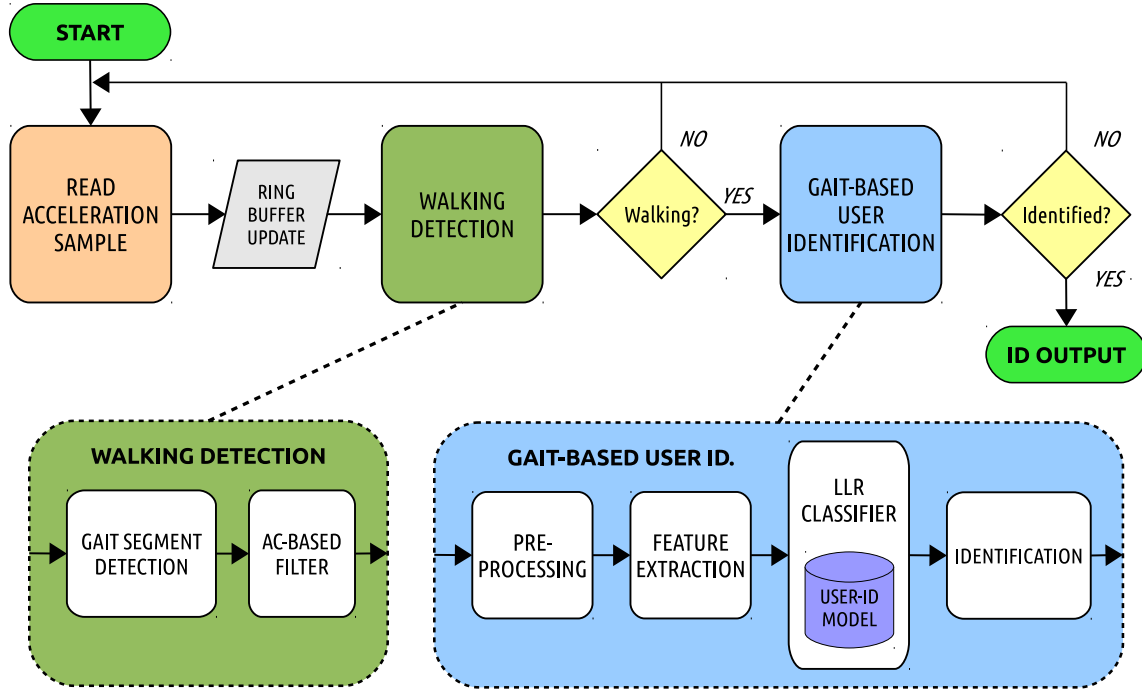 START
READ
ACCELERATION
SAMPLE
RING
BUFFER
UPDATE
WALKING
DETECTION
NO
Walking?
YES
GAIT-BASED
USER
IDENTIFICATION
NO
Identified?
YES
ID OUTPUT
WALKING DETECTION
GAIT SEGMENT
DETECTION
AC-BASED
FILTER
GAIT-BASED USER ID.
PRE-
PROCESSING
FEATURE
EXTRACTION
LLR
CLASSIFIER
USER-ID
MODEL
IDENTIFICATION